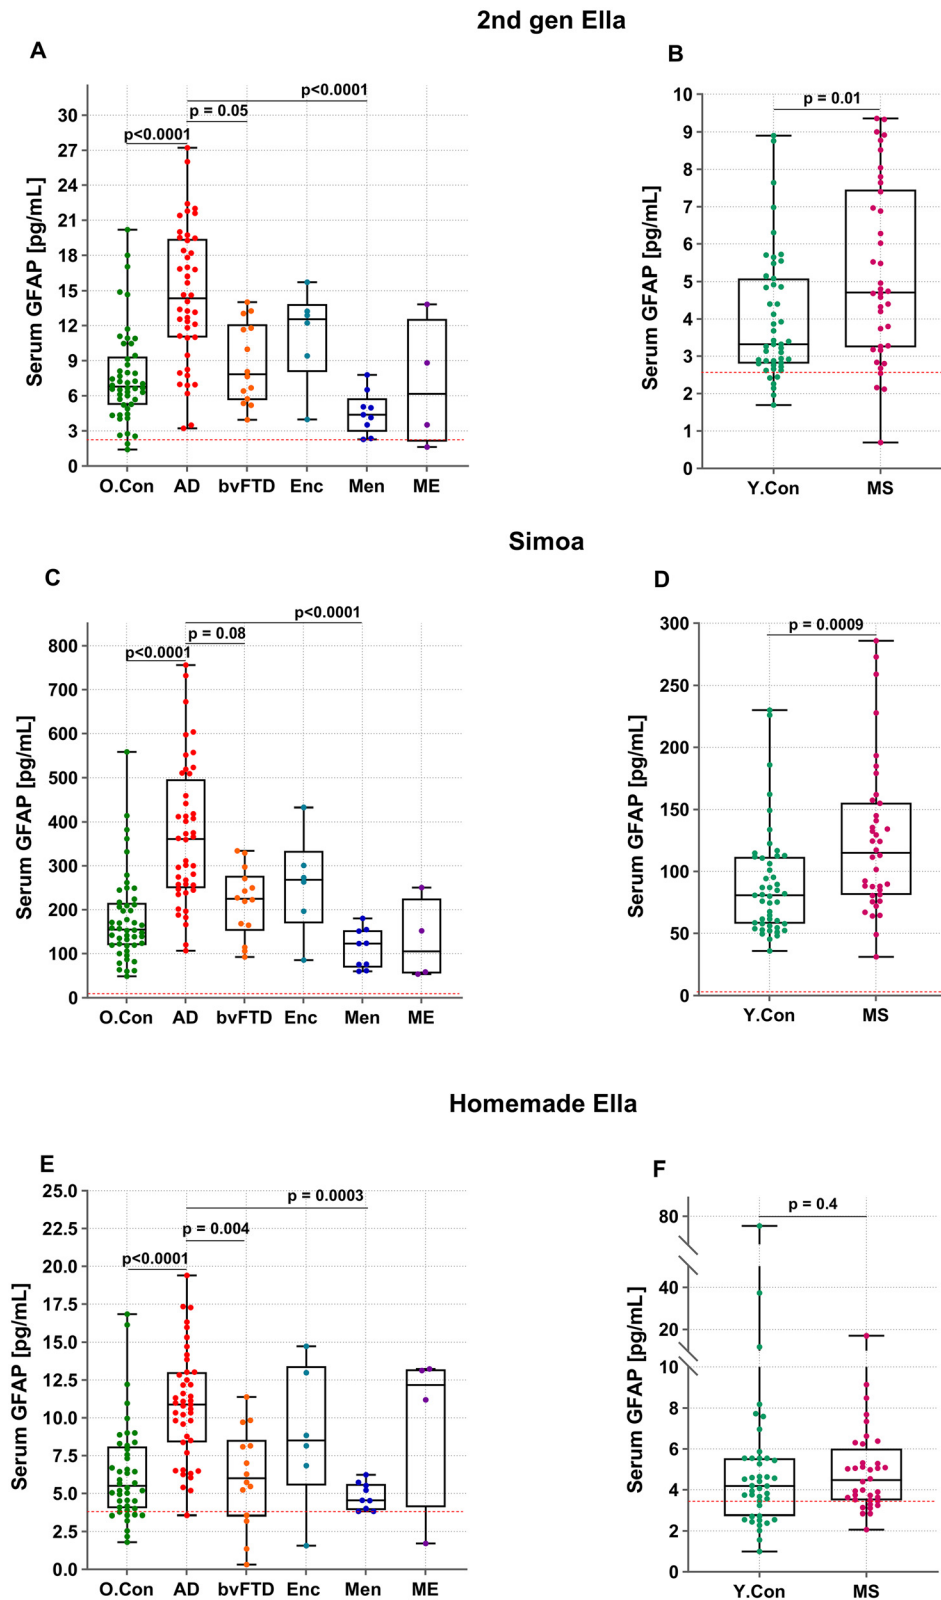 2nd gen Ella
A
B
Serum GFAP [pg/mL]
30
27
24
21
18
15
12
9
6
3
0
p<0.0001
p = 0.05
p<0.0001
O.Con AD bvFTD Enc Men ME
Serum GFAP [pg/mL]
10
9
8
7
6
5
4
3
2
1
0
p = 0.01
Y.Con MS
Simoa
C
D
Serum GFAP [pg/mL]
800
700
600
500
400
300
200
100
0
p<0.0001
p = 0.08
p<0.0001
O.Con AD bvFTD Enc Men ME
Serum GFAP [pg/mL]
300
250
200
150
100
50
0
p = 0.0009
Y.Con MS
Homemade Ella
E
F
Serum GFAP [pg/mL]
25.0
22.5
20.0
17.5
15.0
12.5
10.0
7.5
5.0
2.5
0.0
p = 0.0003
p = 0.004
p<0.0001
O.Con AD bvFTD Enc Men ME
Serum GFAP [pg/mL]
80
40
20
10
8
6
4
2
0
p = 0.4
Y.Con MS